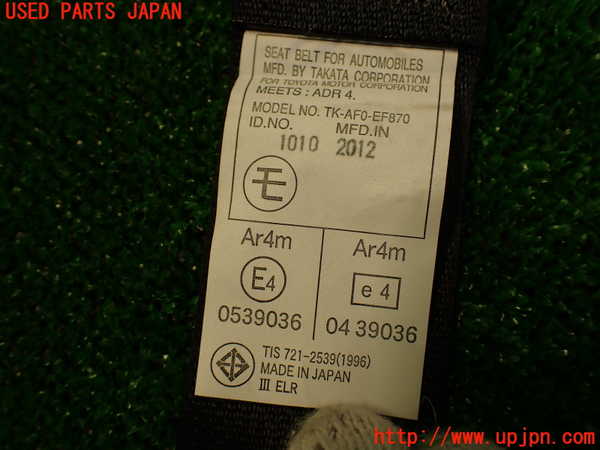 USED PARTS JAPAN
SEAT BELT FOR AUTOMOBILES
MFD. BY TAKATA CORPORATION
FOR TOYOTA MOTOR CORPORATION
MEETS : ADR 4.
MODEL NO. TK-AF0-EF870
ID.NO. MFD.IN
1010 2012
モ
Ar4m
E4
0539036
Ar4m
e 4
04 39036
TIS 721-2539(1996)
MADE IN JAPAN
III ELR
http://www.upjpn.com